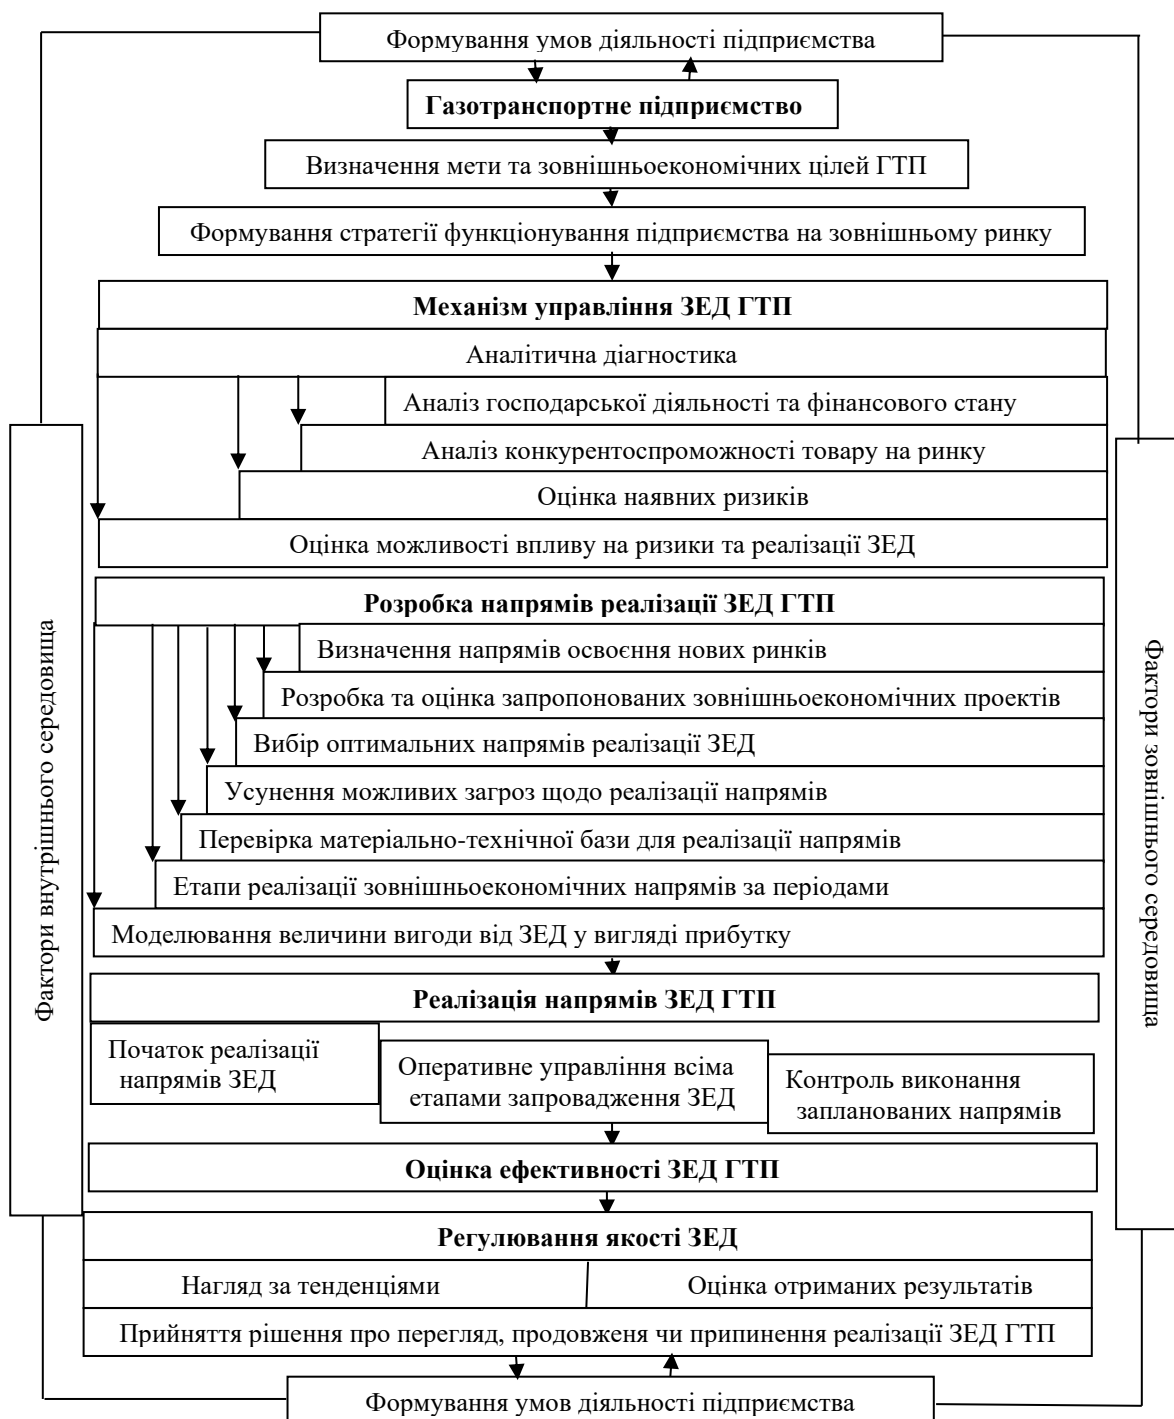 Формування умов діяльності підприємства
Газотранспортне підприємство
Визначення мети та зовнішньоекономічних цілей ГТП
Формування стратегії функціонування підприємства на зовнішньому ринку
Механізм управління ЗЕД ГТП
Аналітична діагностика
Аналіз господарської діяльності та фінансового стану
Аналіз конкурентоспроможності товару на ринку
Оцінка наявних ризиків
Оцінка можливості впливу на ризики та реалізації ЗЕД
Розробка напрямів реалізації ЗЕД ГТП
Визначення напрямів освоєння нових ринків
Розробка та оцінка запропонованих зовнішньоекономічних проектів
Вибір оптимальних напрямів реалізації ЗЕД
Усунення можливих загроз щодо реалізації напрямів
Перевірка матеріально-технічної бази для реалізації напрямів
Етапи реалізації зовнішньоекономічних напрямів за періодами
Моделювання величини вигоди від ЗЕД у вигляді прибутку
Реалізація напрямів ЗЕД ГТП
Початок реалізації
напрямів ЗЕД
Оперативне управління всіма
етапами запровадження ЗЕД
Контроль виконання
запланованих напрямів
Оцінка ефективності ЗЕД ГТП
Регулювання якості ЗЕД
Нагляд за тенденціями
Оцінка отриманих результатів
Прийняття рішення про перегляд, продовженя чи припинення реалізації ЗЕД ГТП
Формування умов діяльності підприємства
Фактори внутрішнього середовища
Фактори зовнішнього середовища